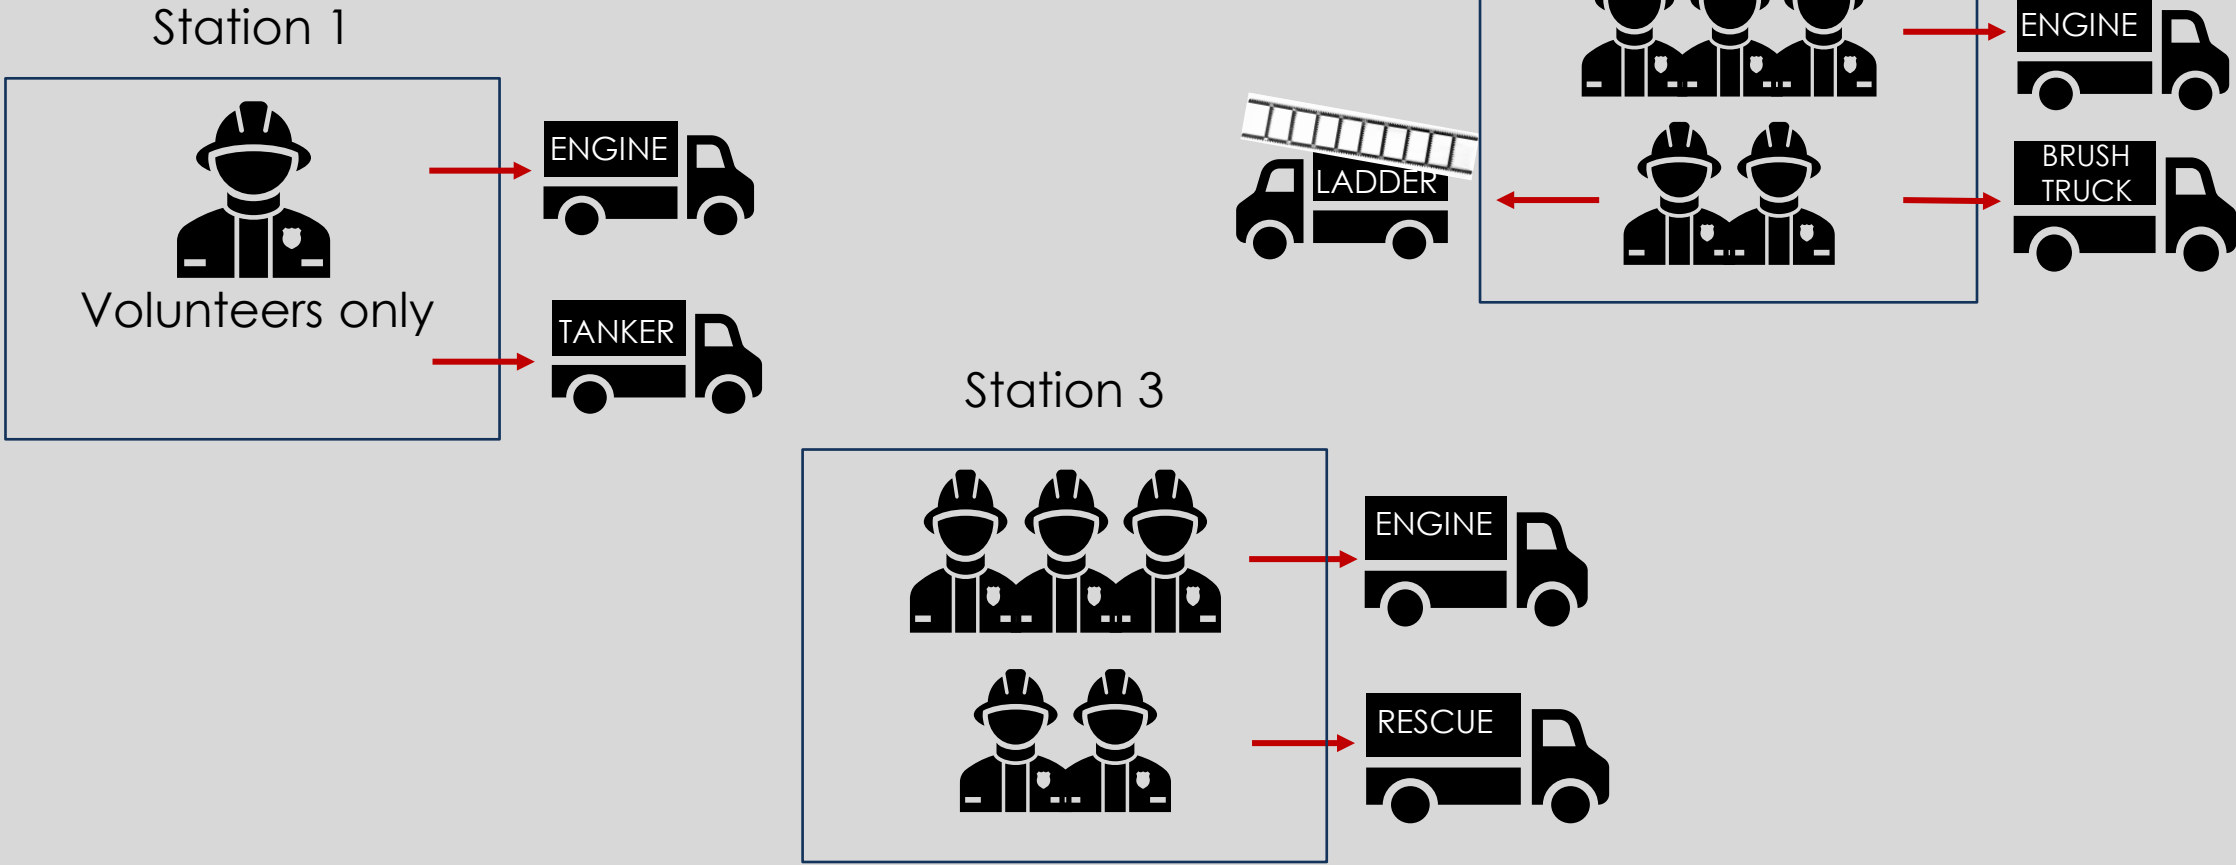 Station 1
ENGINE
Volunteers only
TANKER
ENGINE
LADDER
BRUSH
TRUCK
Station 3
ENGINE
RESCUE